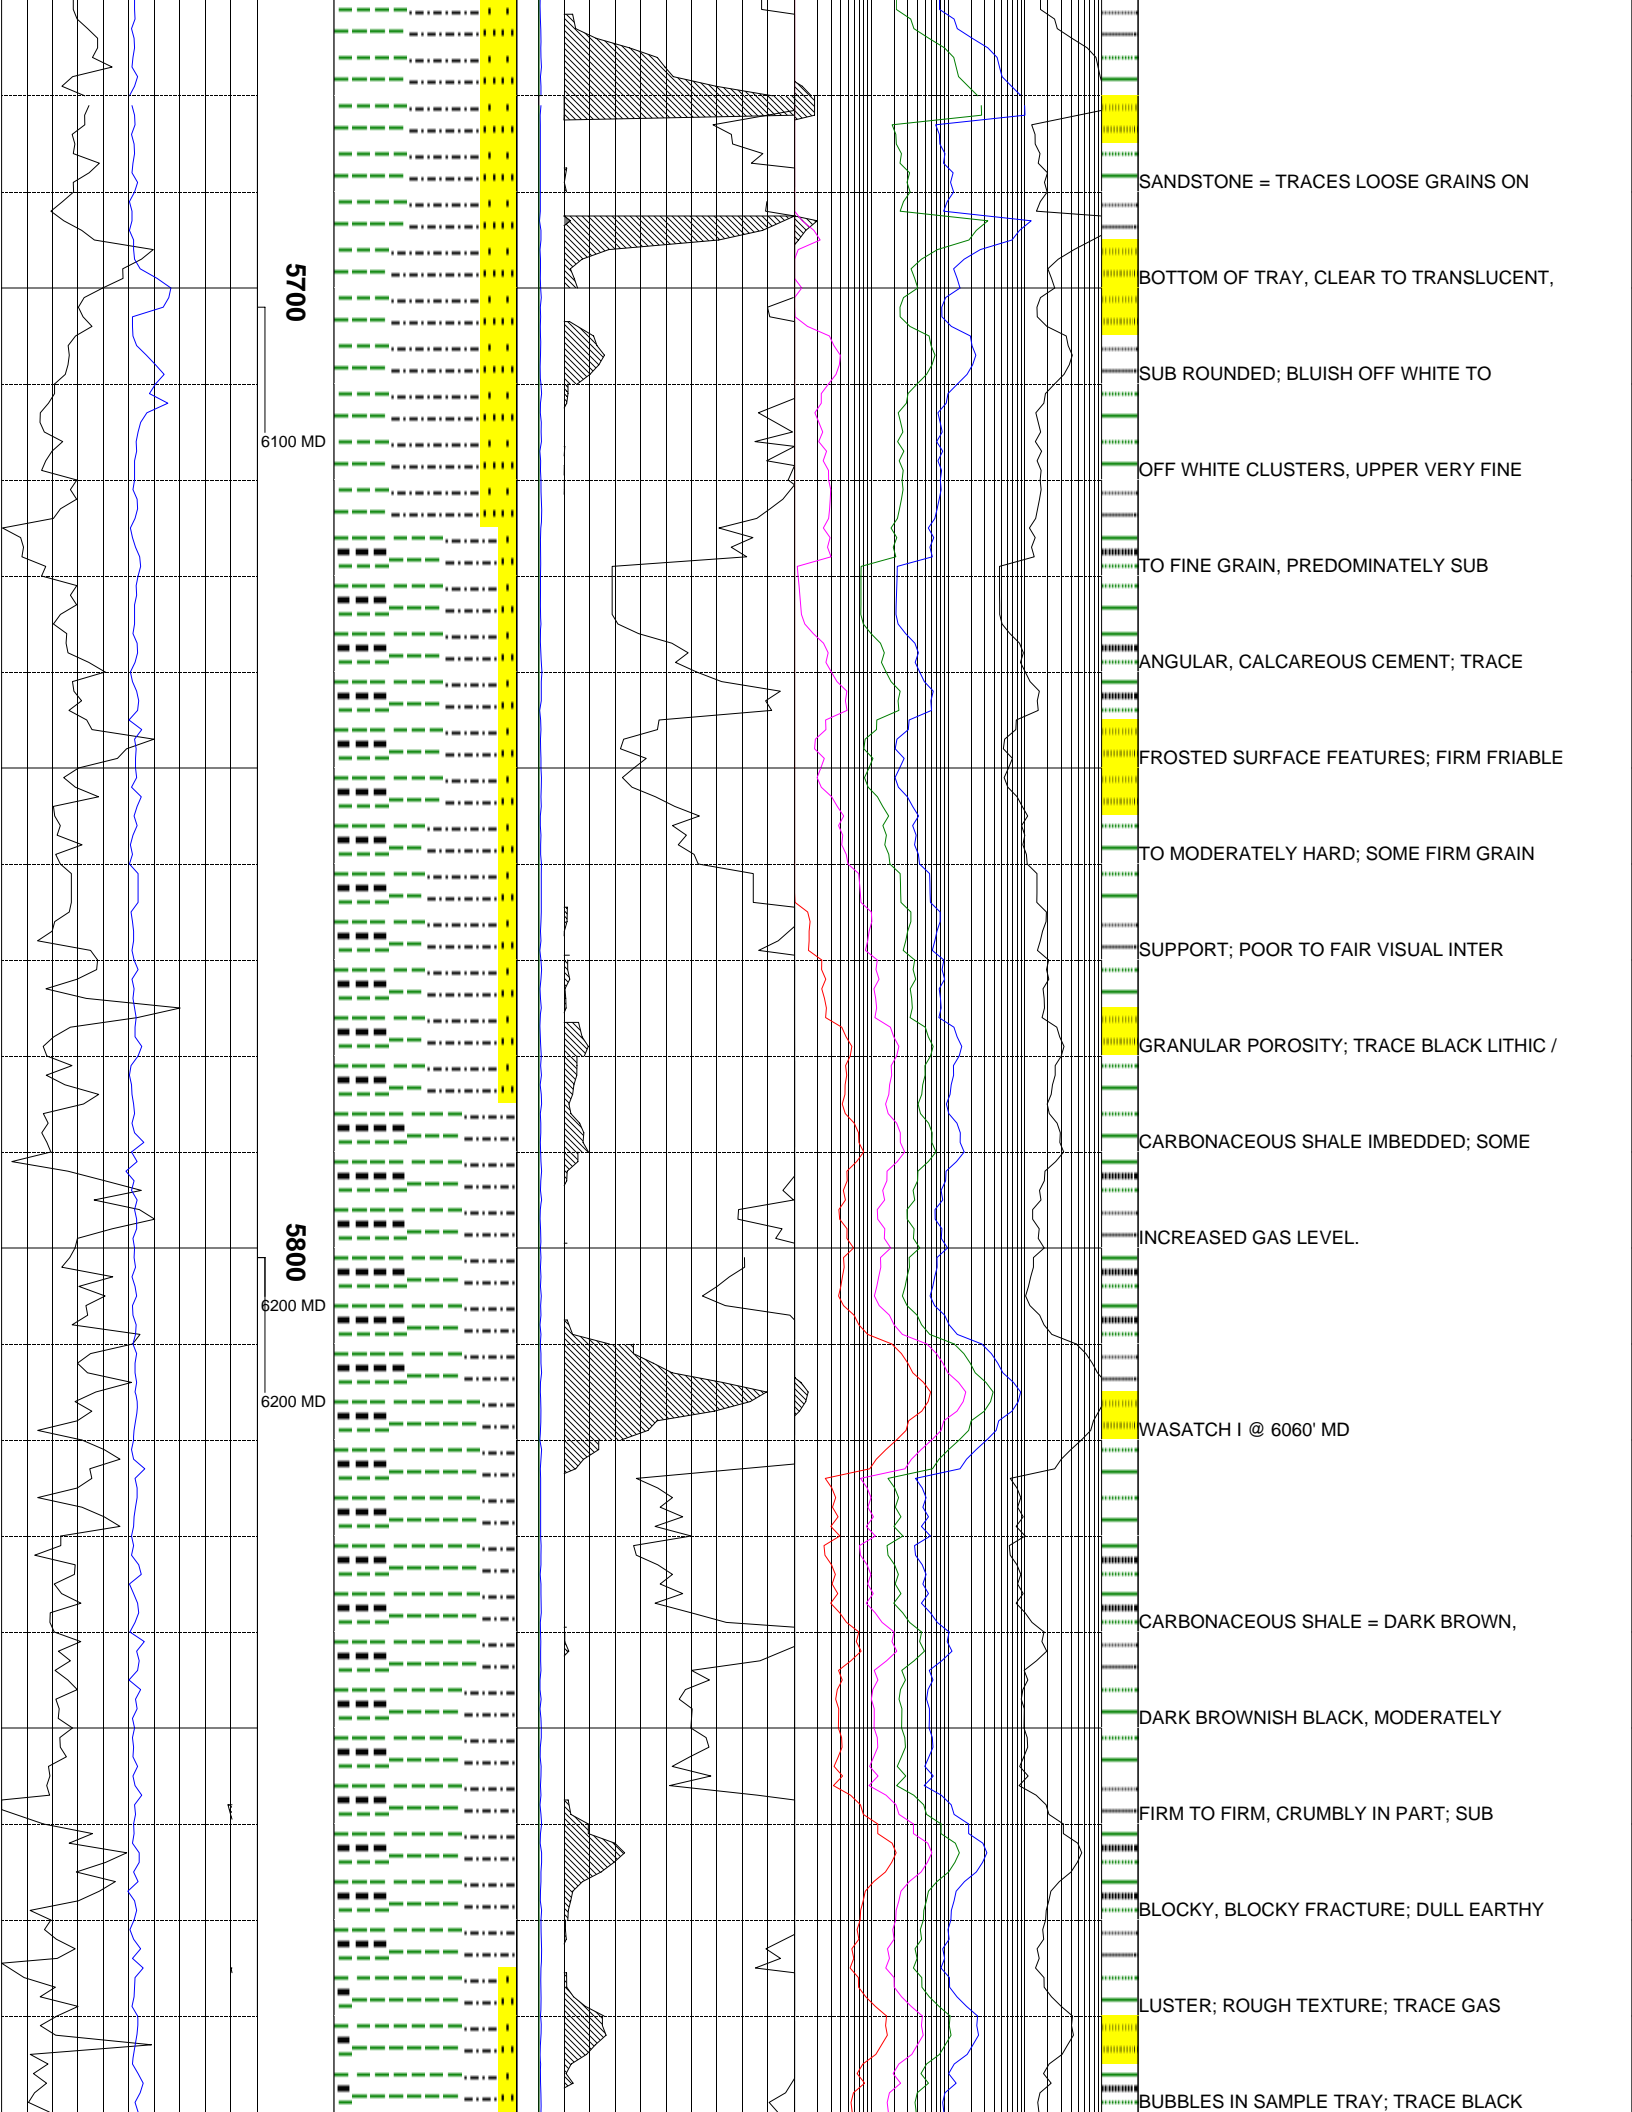 SANDSTONE = TRACES LOOSE GRAINS ON
5700
BOTTOM OF TRAY, CLEAR TO TRANSLUCENT,
SUB ROUNDED; BLUISH OFF WHITE TO
6100 MD
OFF WHITE CLUSTERS, UPPER VERY FINE
TO FINE GRAIN, PREDOMINATELY SUB
ANGULAR, CALCAREOUS CEMENT; TRACE
FROSTED SURFACE FEATURES; FIRM FRIABLE
TO MODERATELY HARD; SOME FIRM GRAIN
SUPPORT; POOR TO FAIR VISUAL INTER
GRANULAR POROSITY; TRACE BLACK LITHIC /
CARBONACEOUS SHALE IMBEDDED; SOME
INCREASED GAS LEVEL.
5800
6200 MD
6200 MD
WASATCH I @ 6060' MD
CARBONACEOUS SHALE = DARK BROWN,
DARK BROWNISH BLACK, MODERATELY
FIRM TO FIRM, CRUMBLY IN PART; SUB
BLOCKY, BLOCKY FRACTURE; DULL EARTHY
LUSTER; ROUGH TEXTURE; TRACE GAS
BUBBLES IN SAMPLE TRAY; TRACE BLACK